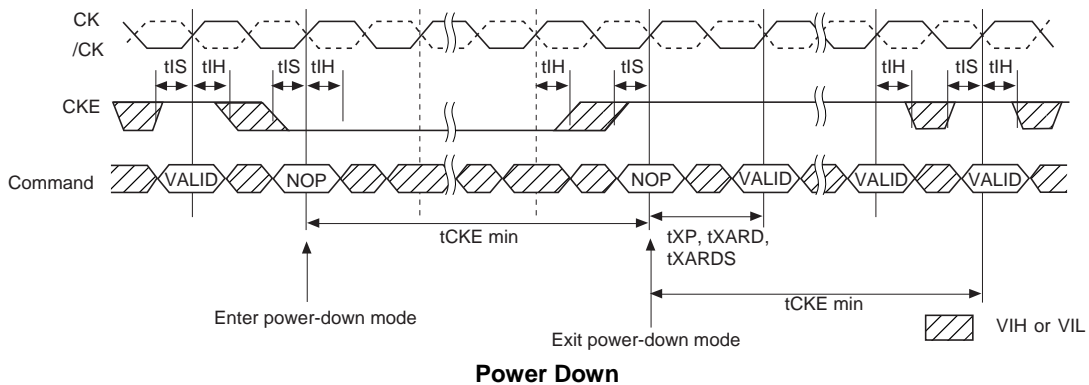 CK
/CK
tIS tIH tIS tIH tIH tIS tIH tIS tIH
CKE
Command VALID NOP NOP VALID VALID VALID
tCKE min
tXP, tXARD,
tXARDS
tCKE min
Enter power-down mode
Exit power-down mode
VIH or VIL
Power Down